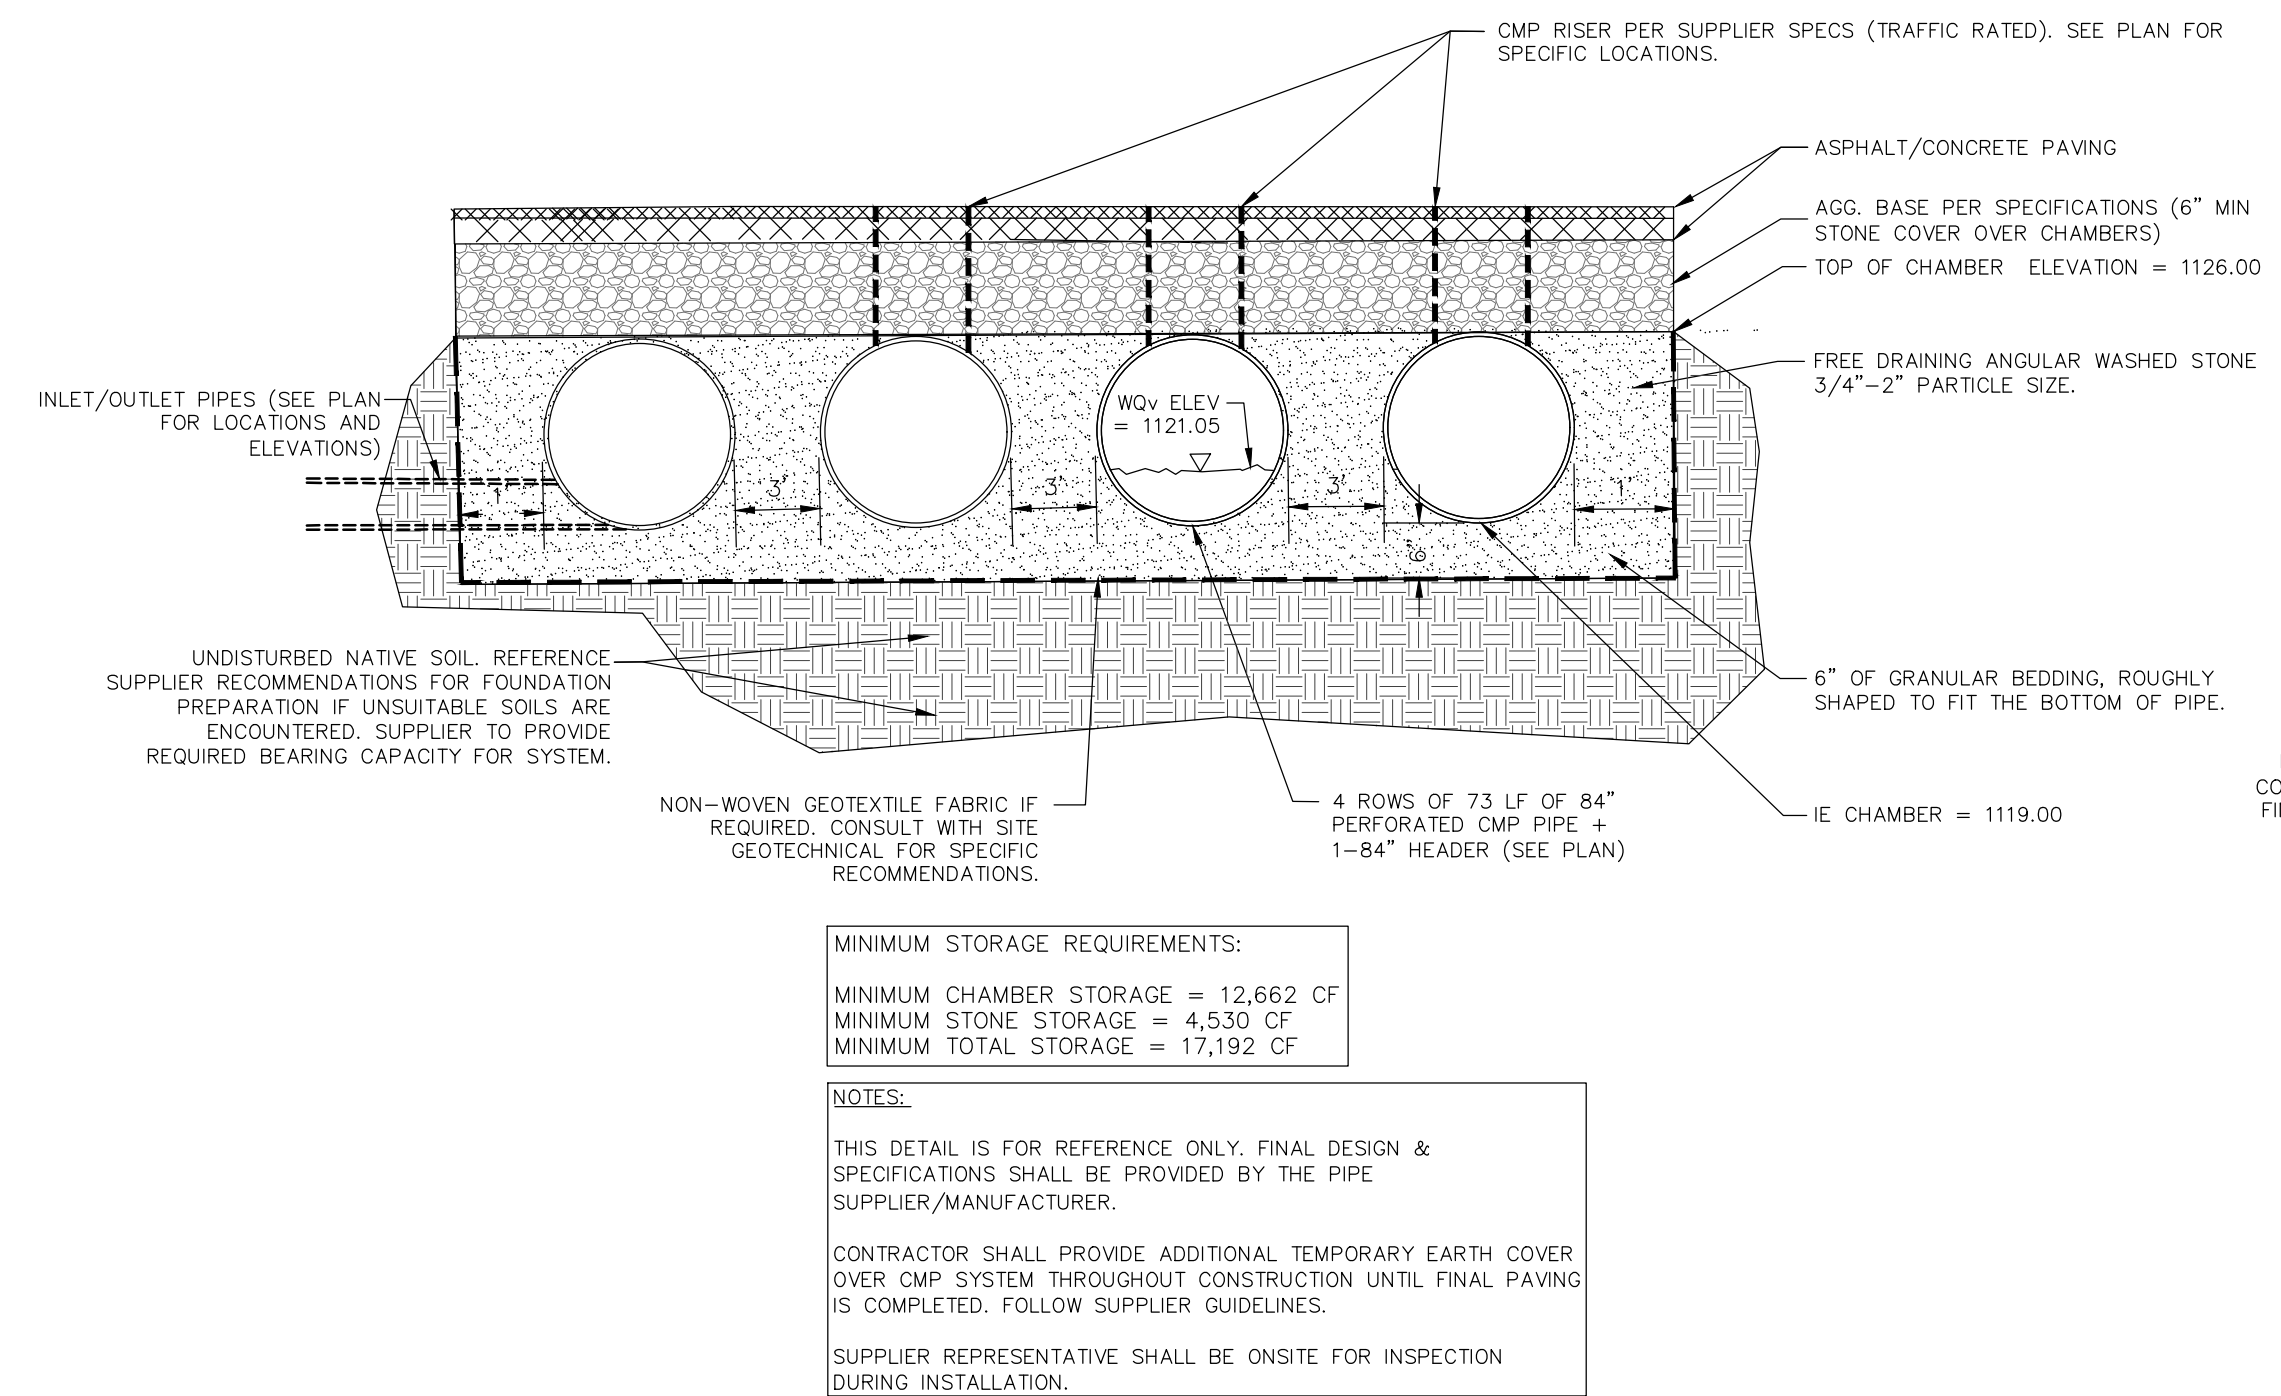 CMP RISER PER SUPPLIER SPECS (TRAFFIC RATED). SEE PLAN FOR
SPECIFIC LOCATIONS.
ASPHALT/CONCRETE PAVING
AGG. BASE PER SPECIFICATIONS (6" MIN
STONE COVER OVER CHAMBERS)
TOP OF CHAMBER ELEVATION = 1126.00
FREE DRAINING ANGULAR WASHED STONE
3/4"-2" PARTICLE SIZE.
INLET/OUTLET PIPES (SEE PLAN
FOR LOCATIONS AND
ELEVATIONS)
WQv ELEV
= 1121.05
1'
3'
3'
3'
1'
6"
UNDISTURBED NATIVE SOIL. REFERENCE
SUPPLIER RECOMMENDATIONS FOR FOUNDATION
PREPARATION IF UNSUITABLE SOILS ARE
ENCOUNTERED. SUPPLIER TO PROVIDE
REQUIRED BEARING CAPACITY FOR SYSTEM.
6" OF GRANULAR BEDDING, ROUGHLY
SHAPED TO FIT THE BOTTOM OF PIPE.
NON-WOVEN GEOTEXTILE FABRIC IF
REQUIRED. CONSULT WITH SITE
GEOTECHNICAL FOR SPECIFIC
RECOMMENDATIONS.
4 ROWS OF 73 LF OF 84"
PERFORATED CMP PIPE +
1-84" HEADER (SEE PLAN)
IE CHAMBER = 1119.00
MINIMUM STORAGE REQUIREMENTS:
MINIMUM CHAMBER STORAGE = 12,662 CF
MINIMUM STONE STORAGE = 4,530 CF
MINIMUM TOTAL STORAGE = 17,192 CF
NOTES:
THIS DETAIL IS FOR REFERENCE ONLY. FINAL DESIGN &
SPECIFICATIONS SHALL BE PROVIDED BY THE PIPE
SUPPLIER/MANUFACTURER.
CONTRACTOR SHALL PROVIDE ADDITIONAL TEMPORARY EARTH COVER
OVER CMP SYSTEM THROUGHOUT CONSTRUCTION UNTIL FINAL PAVING
IS COMPLETED. FOLLOW SUPPLIER GUIDELINES.
SUPPLIER REPRESENTATIVE SHALL BE ONSITE FOR INSPECTION
DURING INSTALLATION.